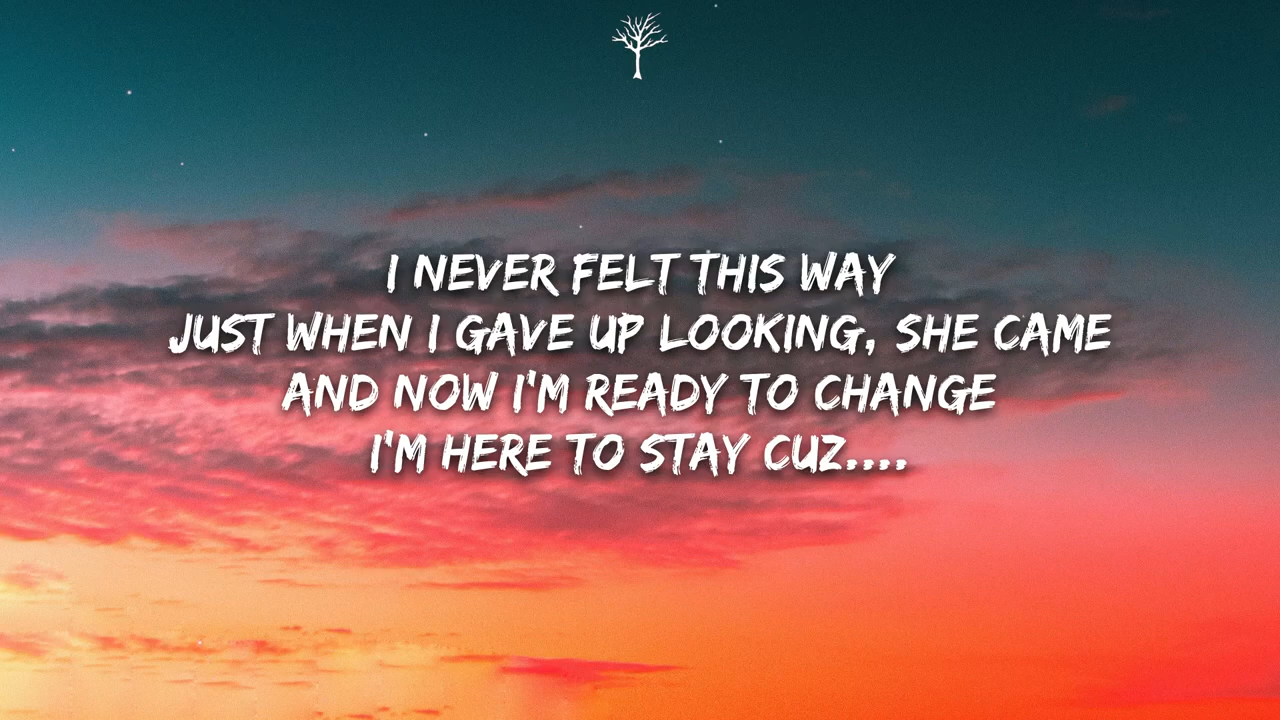 I NEVER FELT THIS WAY
JUST WHEN I GAVE UP LOOKING, SHE CAME
AND NOW I'M READY TO CHANGE
I'M HERE TO STAY CUZ....